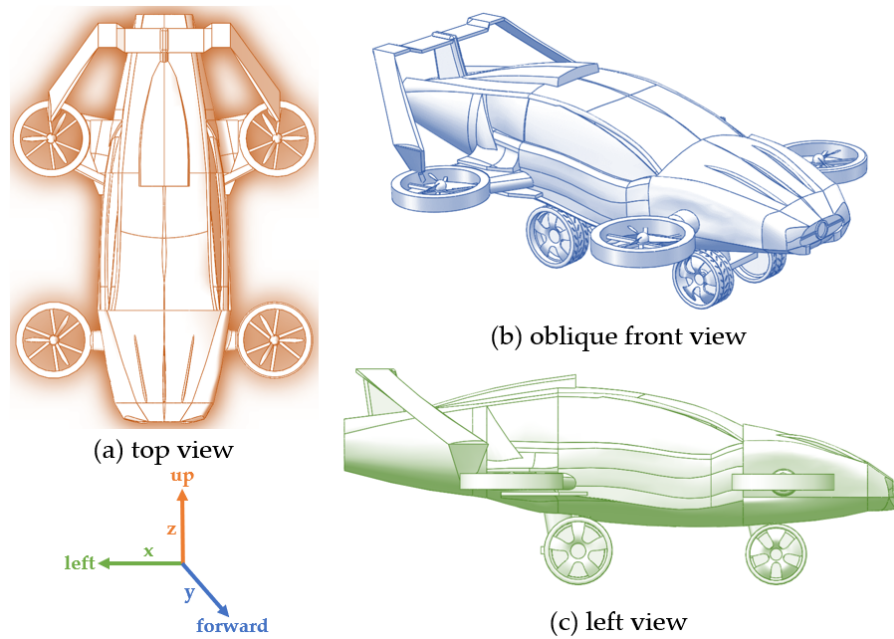 (b) oblique front view
(a) top view
up
z
left
x
y
forward
(c) left view